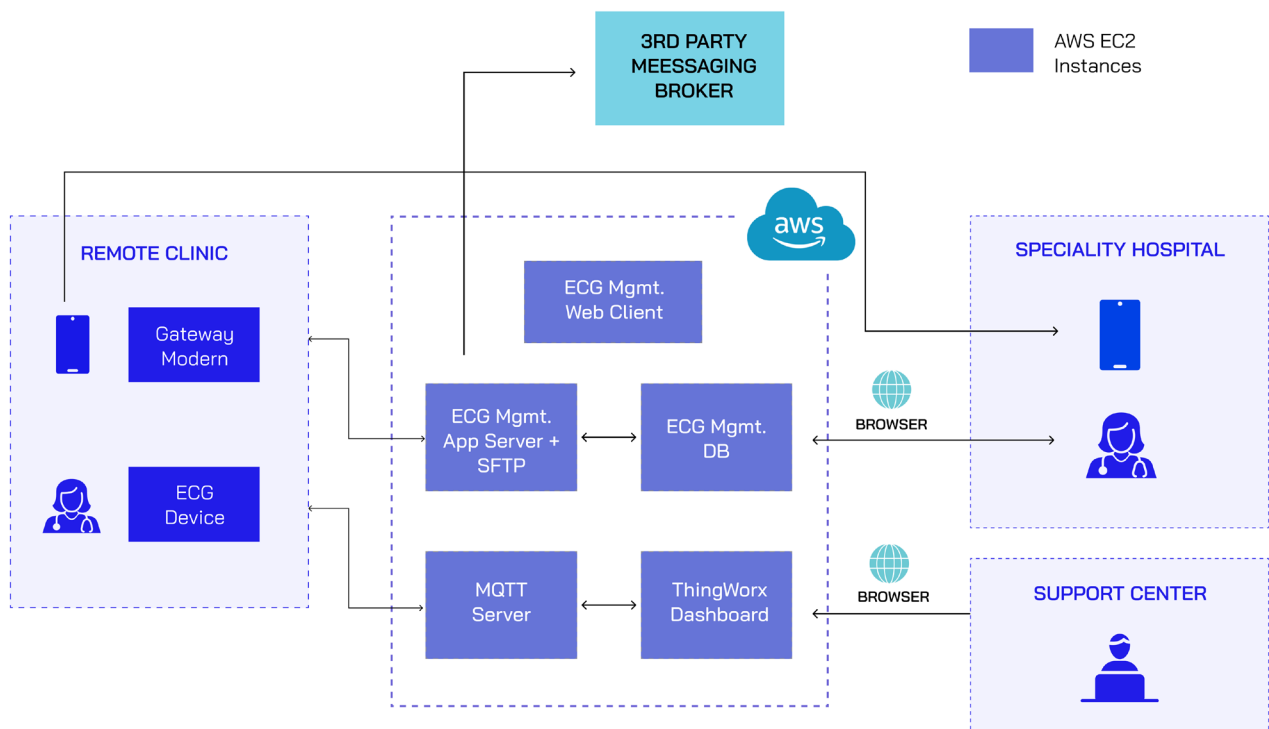 3RD PARTY
MEESSAGING
BROKER
AWS EC2
Instances
aws
REMOTE CLINIC
Gateway
Modern
ECG
Device
ECG Mgmt.
Web Client
ECG Mgmt.
App Server +
SFTP
ECG Mgmt.
DB
MQTT
Server
ThingWorx
Dashboard
BROWSER
BROWSER
SPECIALITY HOSPITAL
SUPPORT CENTER